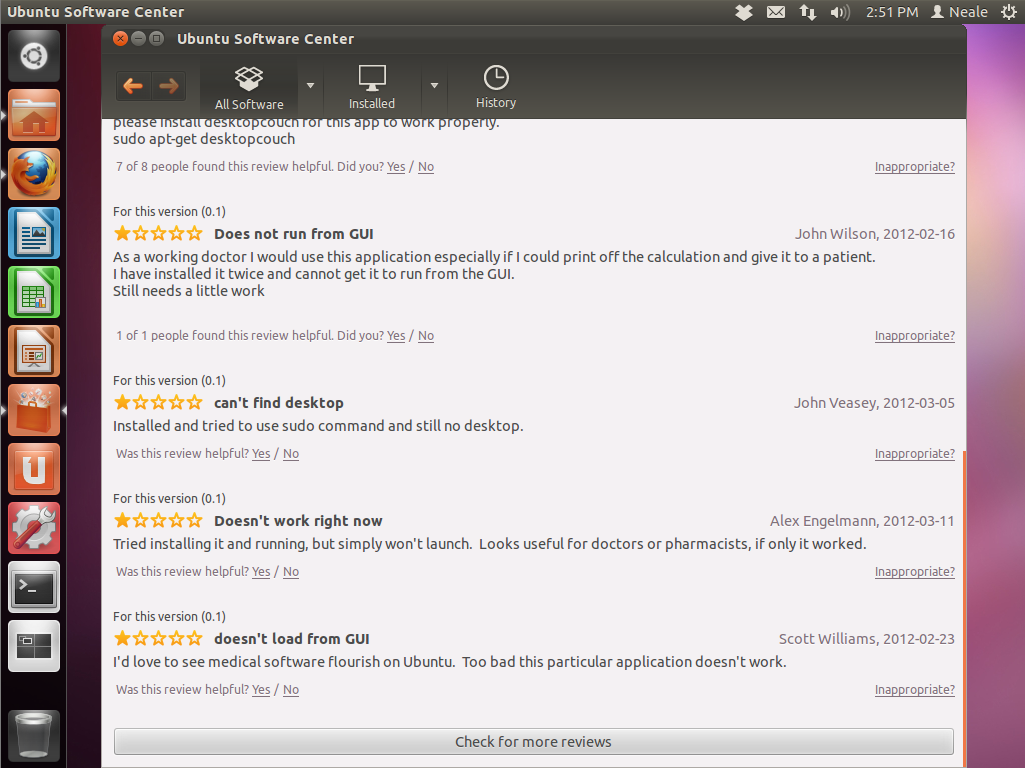 Ubuntu Software Center
2:51 PM Neale
Ubuntu Software Center
All Software
Installed
History
please install desktopcouch for this app to work properly.
sudo apt-get desktopcouch
7 of 8 people found this review helpful. Did you? Yes / No Inappropriate?
For this version (0.1)
Does not run from GUI John Wilson, 2012-02-16
As a working doctor I would use this application especially if I could print off the calculation and give it to a patient.
I have installed it twice and cannot get it to run from the GUI.
Still needs a little work
1 of 1 people found this review helpful. Did you? Yes / No Inappropriate?
For this version (0.1)
can't find desktop John Veasey, 2012-03-05
Installed and tried to use sudo command and still no desktop.
Was this review helpful? Yes / No Inappropriate?
For this version (0.1)
Doesn't work right now Alex Engelmann, 2012-03-11
Tried installing it and running, but simply won't launch.  Looks useful for doctors or pharmacists, if only it worked.
Was this review helpful? Yes / No Inappropriate?
For this version (0.1)
doesn't load from GUI Scott Williams, 2012-02-23
I'd love to see medical software flourish on Ubuntu.  Too bad this particular application doesn't work.
Was this review helpful? Yes / No Inappropriate?
Check for more reviews